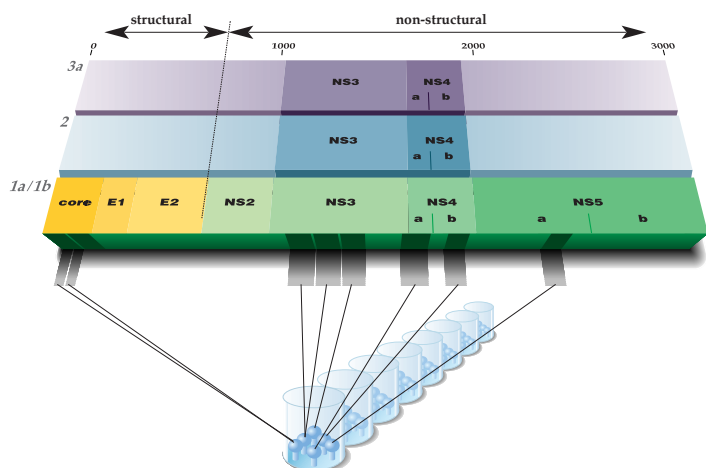 structural non-structural
0 1000 2000 3000
3a NS3 NS4
a b
2 NS3 NS4
a b
1a/1b core E1 E2 NS2 NS3 NS4 NS5
a b a b